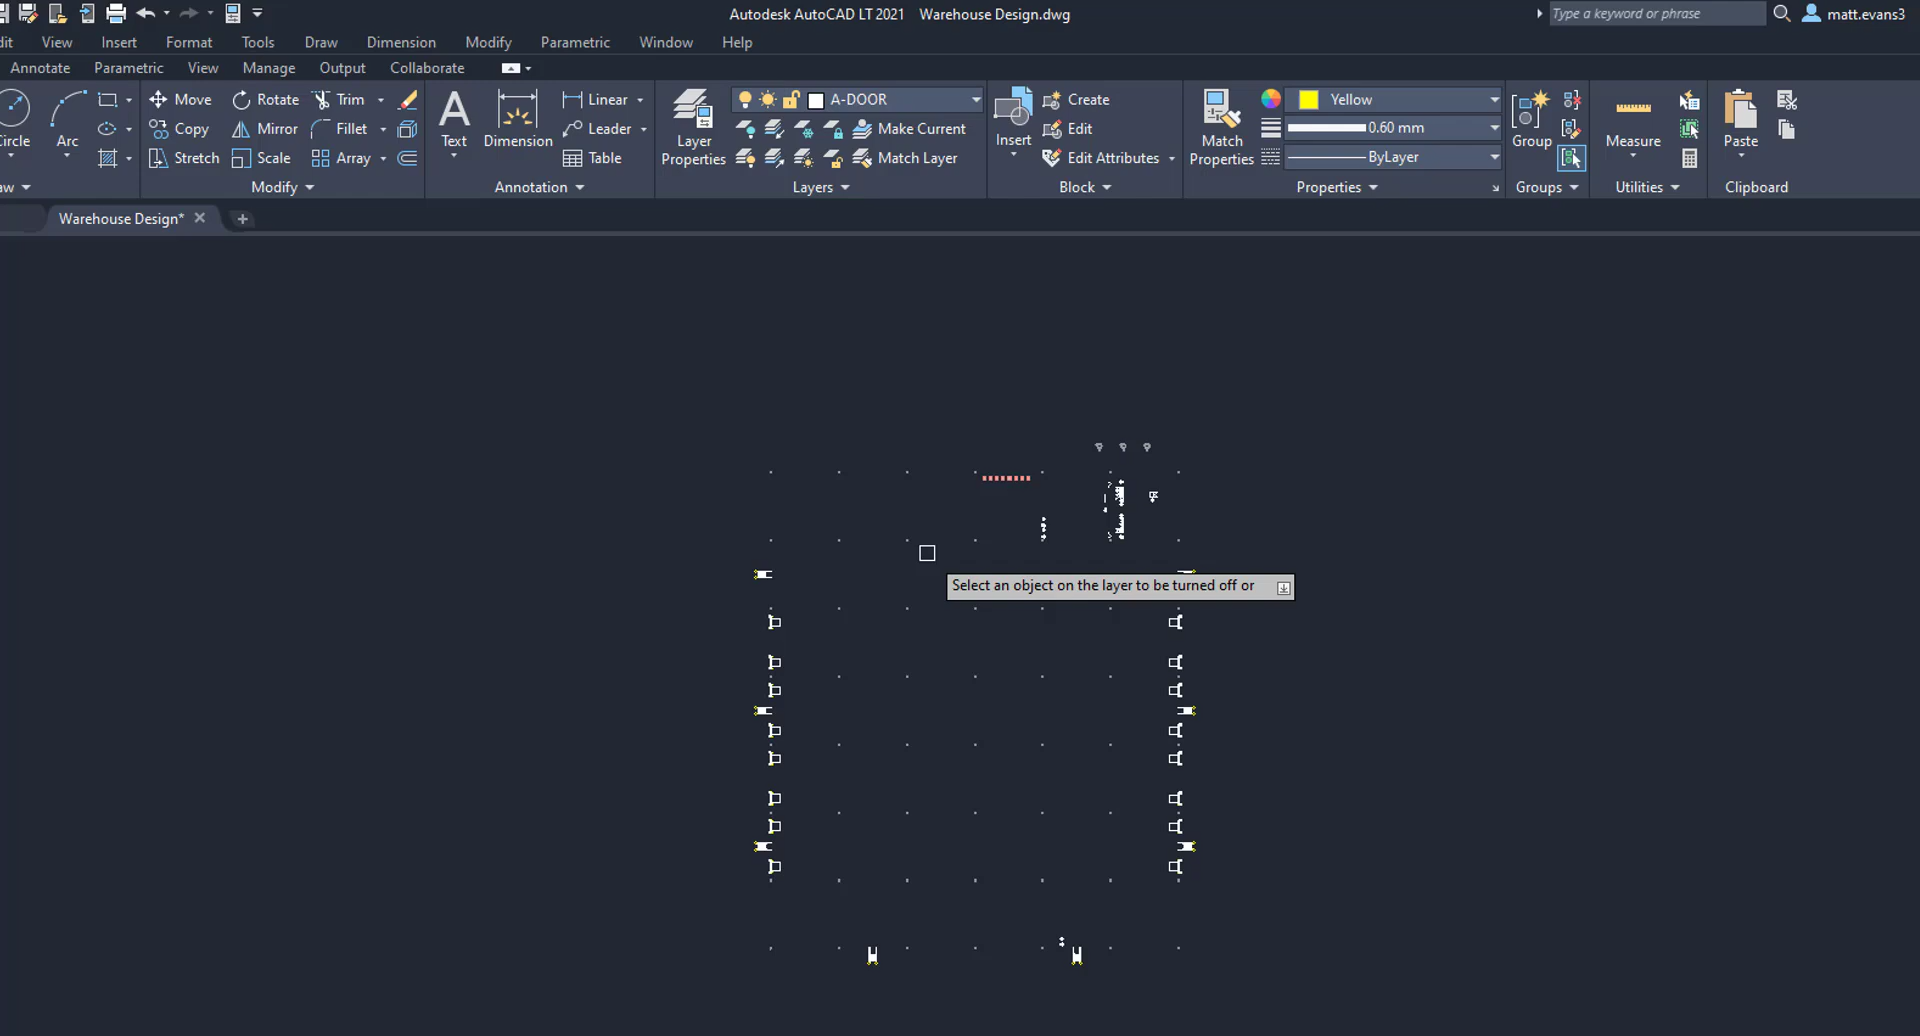 Autodesk AutoCAD LT 2021 Warehouse Design.dwg
Type a keyword or phrase
matt.evans3
dit View Insert Format Tools Draw Dimension Modify Parametric Window Help
Annotate Parametric View Manage Output Collaborate
Circle
Arc
Move
Rotate
Trim
Copy
Mirror
Fillet
Stretch
Scale
Array
Text
Dimension
Linear
Leader
Table
Layer
Properties
A-DOOR
Make Current
Match Layer
Insert
Create
Edit
Edit Attributes
Match
Properties
Yellow
0.60 mm
ByLayer
Group
Measure
Paste
aw
Modify
Annotation
Layers
Block
Properties
Groups
Utilities
Clipboard
Warehouse Design*
Select an object on the layer to be turned off or